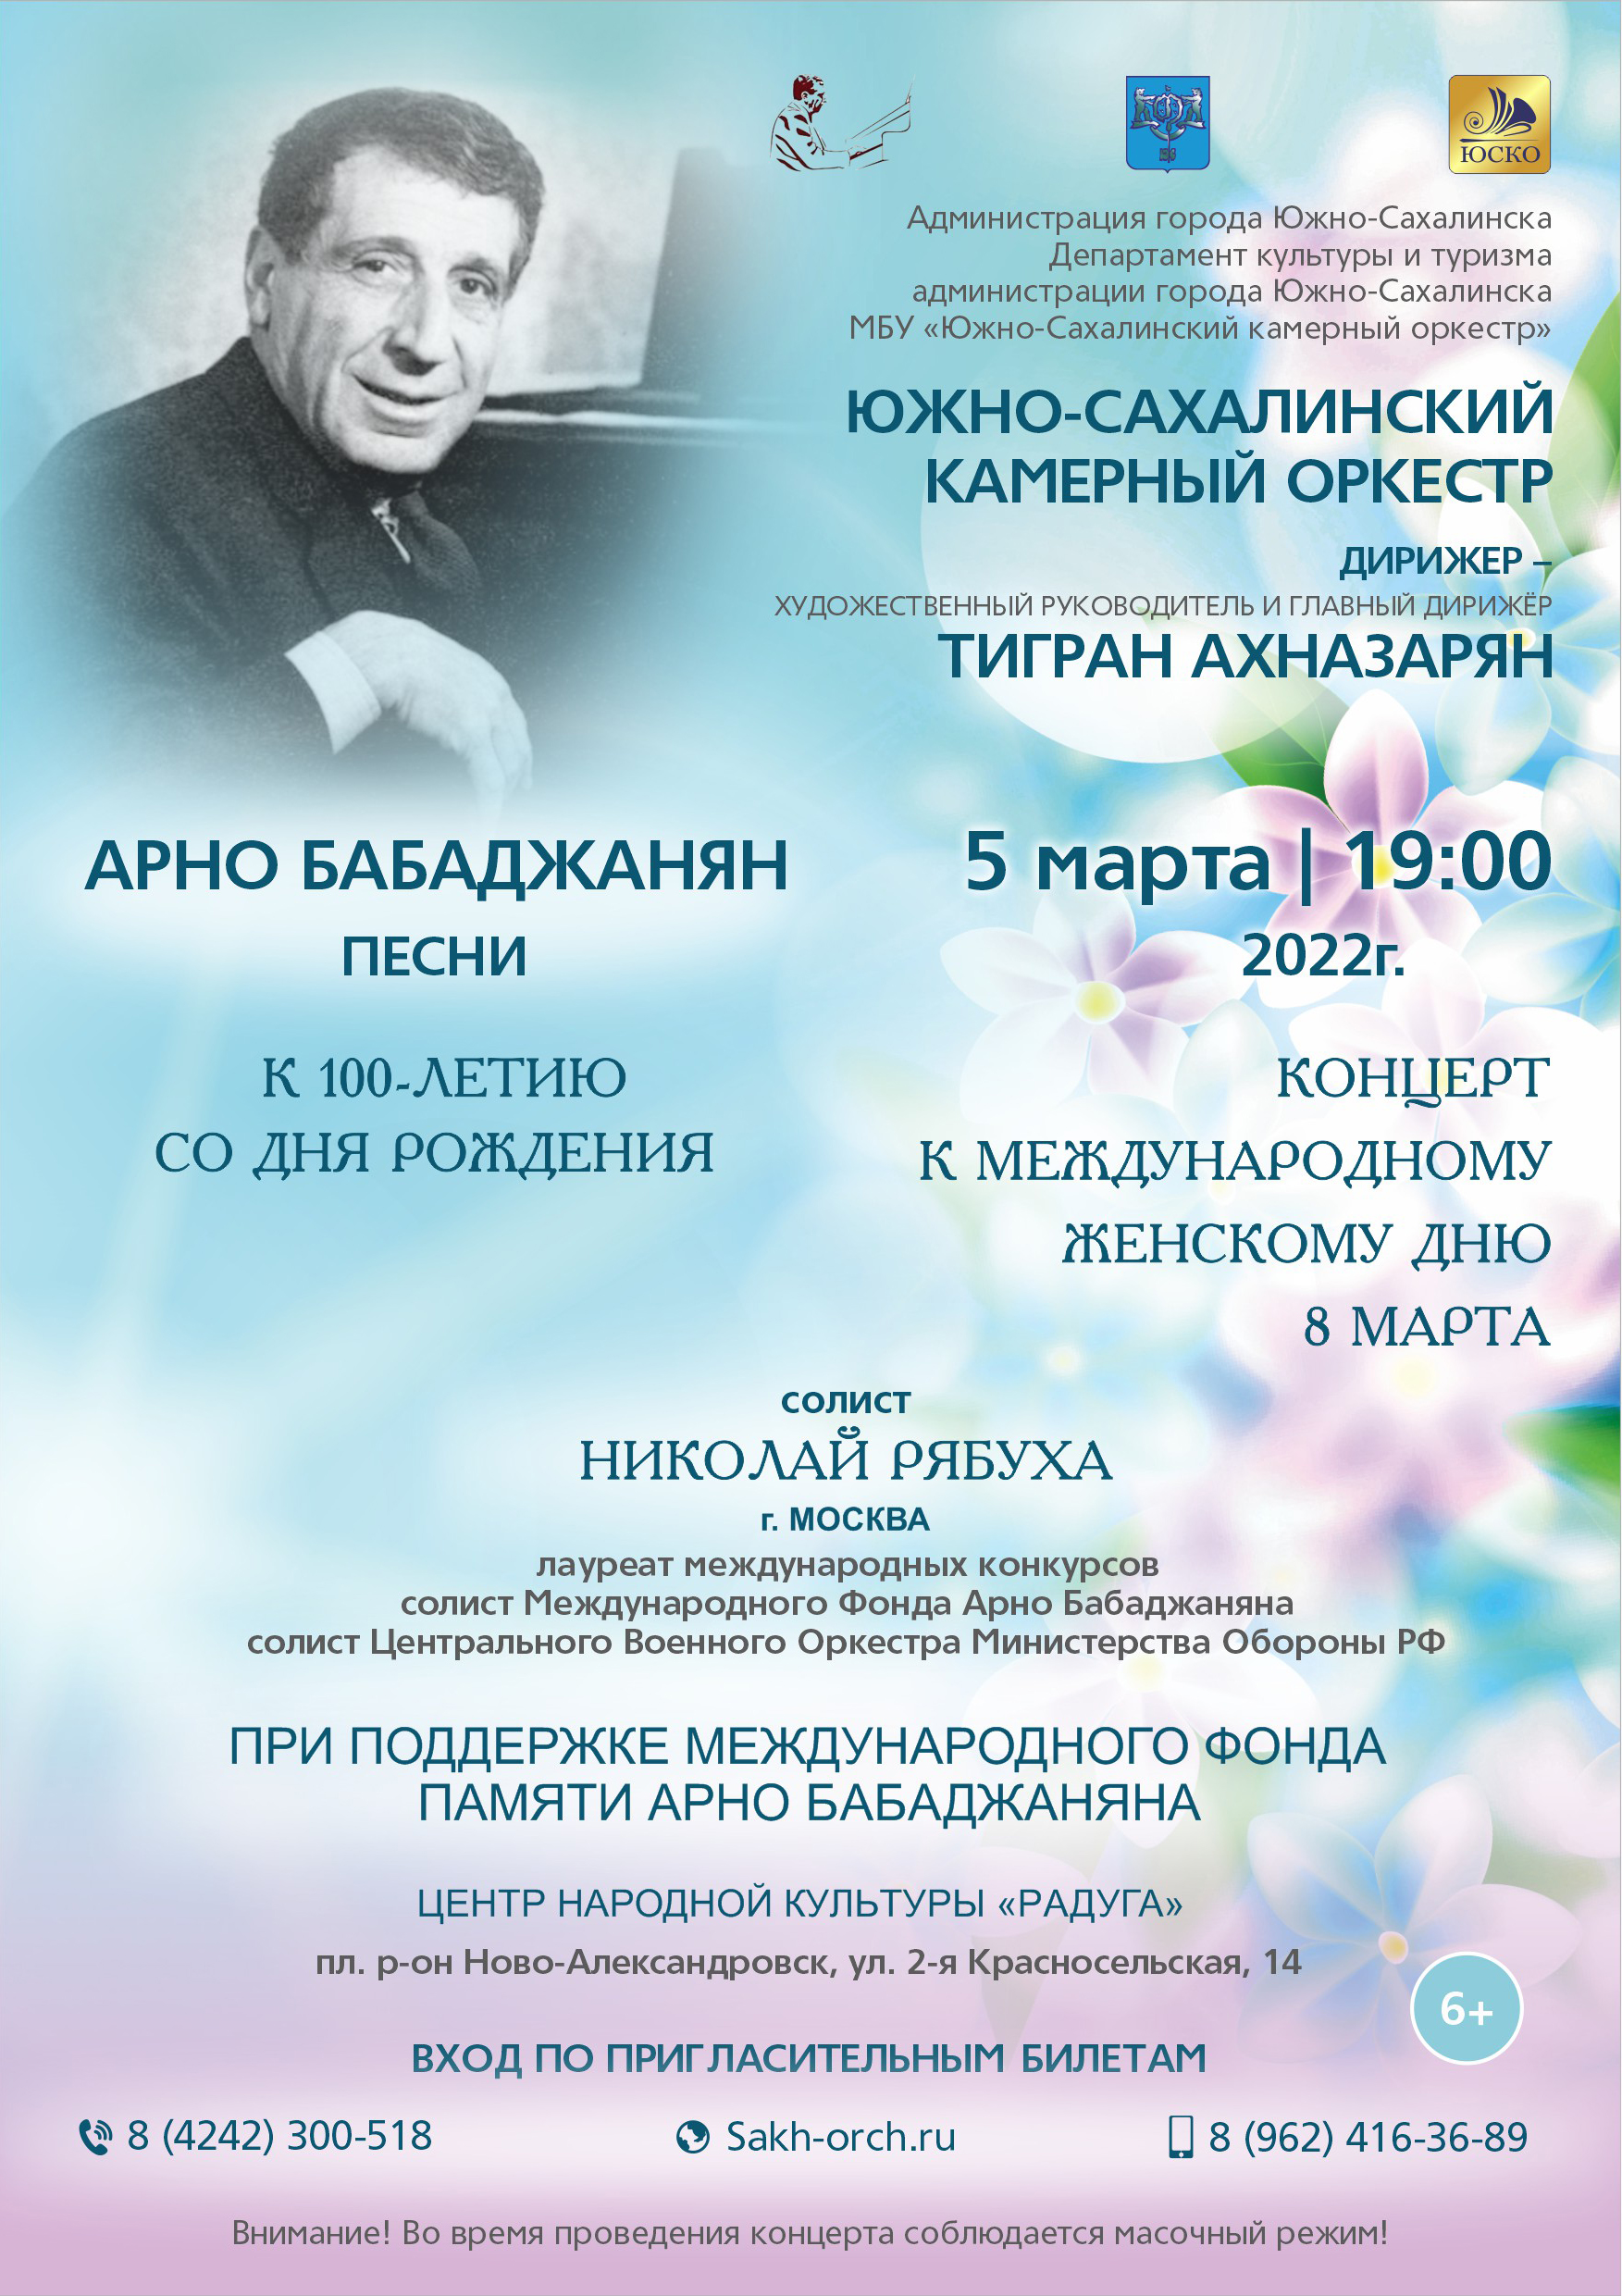 ЮСКО
Администрация города Южно-Сахалинска
Департамент культуры и туризма
администрации города Южно-Сахалинска
МБУ «Южно-Сахалинский камерный оркестр»
ЮЖНО-САХАЛИНСКИЙ
КАМЕРНЫЙ ОРКЕСТР
ДИРИЖЕР –
ХУДОЖЕСТВЕННЫЙ РУКОВОДИТЕЛЬ И ГЛАВНЫЙ ДИРИЖЁР
ТИГРАН АХНАЗАРЯН
АРНО БАБАДЖАНЯН
ПЕСНИ
К 100-ЛЕТИЮ
СО ДНЯ РОЖДЕНИЯ
5 марта | 19:00
2022г.
КОНЦЕРТ
К МЕЖДУНАРОДНОМУ
ЖЕНСКОМУ ДНЮ
8 МАРТА
СОЛИСТ
НИКОЛАЙ РЯБУХА
г. МОСКВА
лауреат международных конкурсов
солист Международного Фонда Арно Бабаджаняна
солист Центрального Военного Оркестра Министерства Обороны РФ
ПРИ ПОДДЕРЖКЕ МЕЖДУНАРОДНОГО ФОНДА
ПАМЯТИ АРНО БАБАДЖАНЯНА
ЦЕНТР НАРОДНОЙ КУЛЬТУРЫ «РАДУГА»
пл. р-он Ново-Александровск, ул. 2-я Красносельская, 14
6+
ВХОД ПО ПРИГЛАСИТЕЛЬНЫМ БИЛЕТАМ
8 (4242) 300-518
Sakh-orch.ru
8 (962) 416-36-89
Внимание! Во время проведения концерта соблюдается масочный режим!